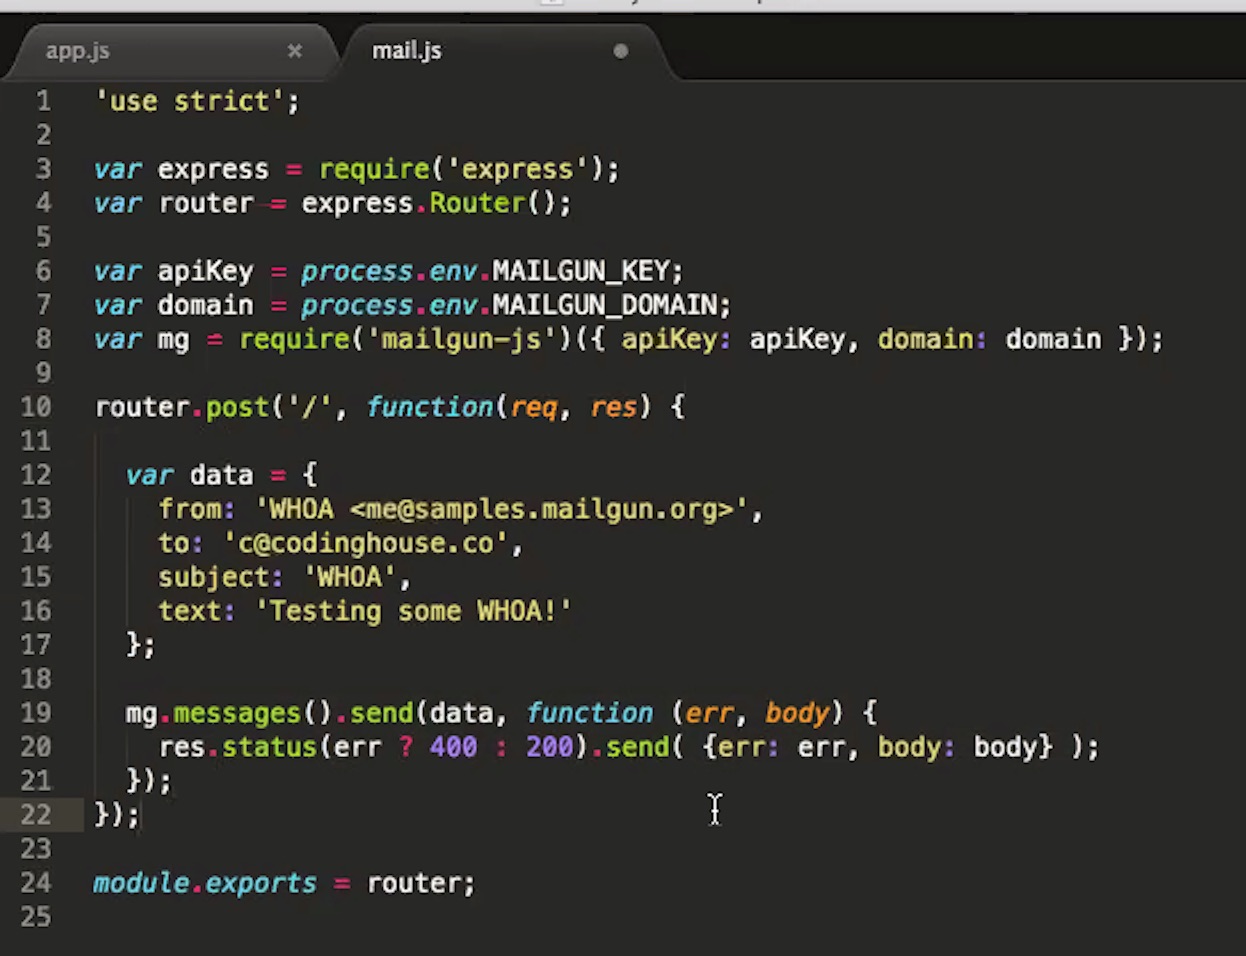 app.js × mail.js
1 'use strict';
2
3 var express = require('express');
4 var router = express.Router();
5
6 var apiKey = process.env.MAILGUN_KEY;
7 var domain = process.env.MAILGUN_DOMAIN;
8 var mg = require('mailgun-js')({ apiKey: apiKey, domain: domain });
9
10 router.post('/', function(req, res) {
11
12 var data = {
13 from: 'WHOA <me@samples.mailgun.org>',
14 to: 'c@codinghouse.co',
15 subject: 'WHOA',
16 text: 'Testing some WHOA!'
17 };
18
19 mg.messages().send(data, function (err, body) {
20 res.status(err ? 400 : 200).send( {err: err, body: body} );
21 });
22 });
23
24 module.exports = router;
25